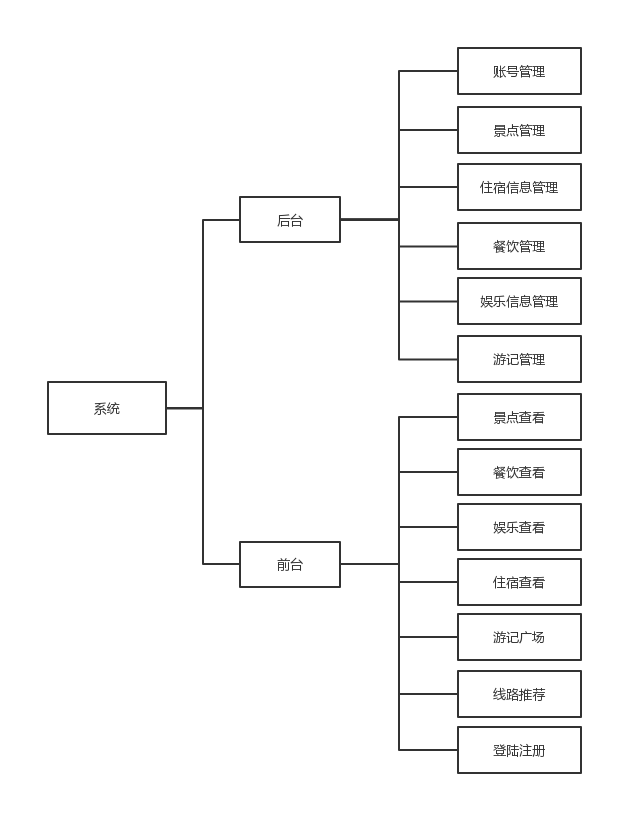 账号管理
景点管理
住宿信息管理
后台
餐饮管理
娱乐信息管理
游记管理
系统
景点查看
餐饮查看
娱乐查看
前台
住宿查看
游记广场
线路推荐
登陆注册